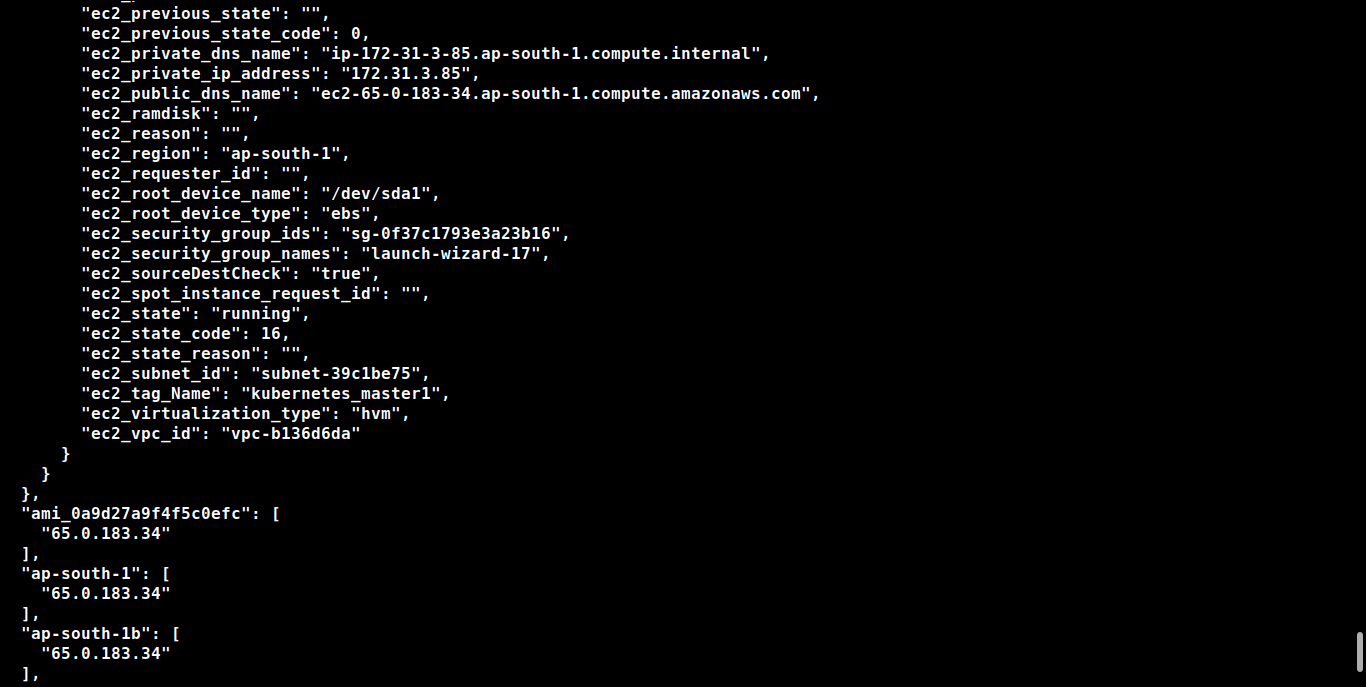 "ec2_previous_state": "",
"ec2_previous_state_code": 0,
"ec2_private_dns_name": "ip-172-31-3-85.ap-south-1.compute.internal",
"ec2_private_ip_address": "172.31.3.85",
"ec2_public_dns_name": "ec2-65-0-183-34.ap-south-1.compute.amazonaws.com",
"ec2_ramdisk": "",
"ec2_reason": "",
"ec2_region": "ap-south-1",
"ec2_requester_id": "",
"ec2_root_device_name": "/dev/sda1",
"ec2_root_device_type": "ebs",
"ec2_security_group_ids": "sg-0f37c1793e3a23b16",
"ec2_security_group_names": "launch-wizard-17",
"ec2_sourceDestCheck": "true",
"ec2_spot_instance_request_id": "",
"ec2_state": "running",
"ec2_state_code": 16,
"ec2_state_reason": "",
"ec2_subnet_id": "subnet-39c1be75",
"ec2_tag_Name": "kubernetes_master1",
"ec2_virtualization_type": "hvm",
"ec2_vpc_id": "vpc-b136d6da"
}
}
},
"ami_0a9d27a9f4f5c0efc": [
"65.0.183.34"
],
"ap-south-1": [
"65.0.183.34"
],
"ap-south-1b": [
"65.0.183.34"
],